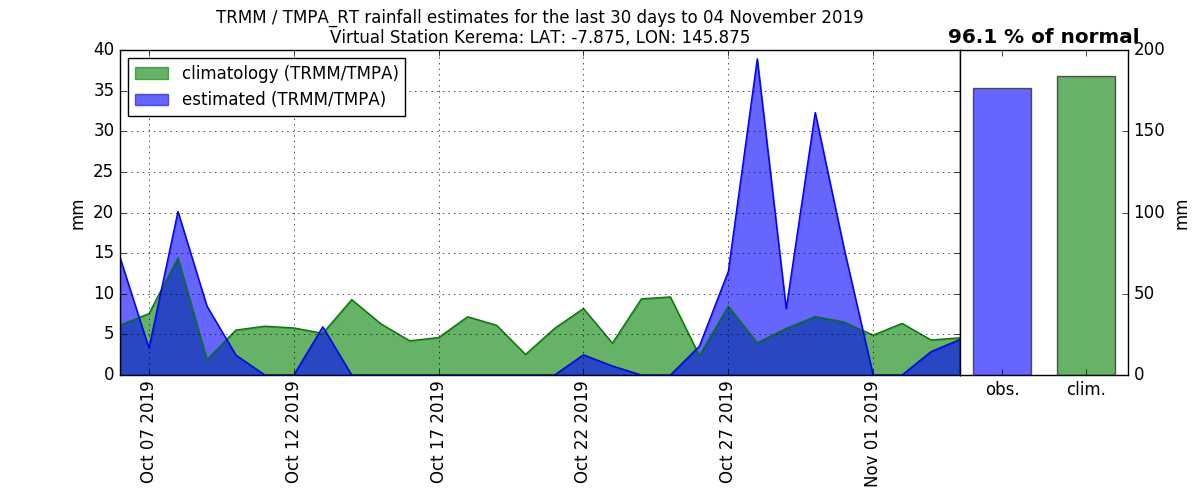 TRMM / TMPA_RT rainfall estimates for the last 30 days to 04 November 2019
Virtual Station Kerema: LAT: -7.875, LON: 145.875
96.1 % of normal
climatology (TRMM/TMPA)
estimated (TRMM/TMPA)
40
35
30
25
20
15
10
5
0
mm
Oct 07 2019
Oct 12 2019
Oct 17 2019
Oct 22 2019
Oct 27 2019
Nov 01 2019
obs.
clim.
200
150
100
50
0
mm